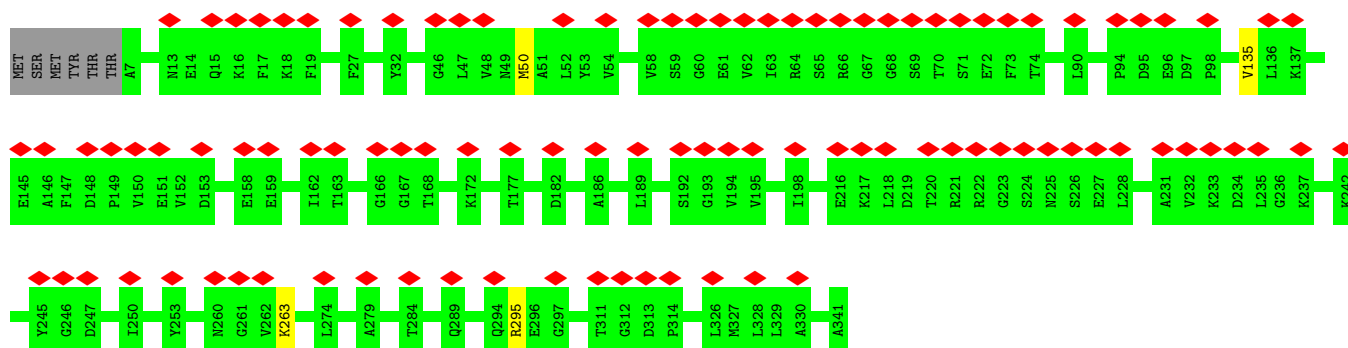 MET SER MET TYR THR THR A7 N13 E14 Q15 K16 F17 K18 F19 F27 Y32 G46 L47 V48 N49 M50 A51 L52 Y53 V54 V58 S59 G60 E61 V62 I63 R64 S65 R66 G67 G68 S69 T70 S71 E72 F73 T74 L90 P94 D95 E96 D97 P98 V135 L136 K137
E145 A146 F147 D148 P149 V150 E151 V152 D153 E158 E159 I162 T163 G166 G167 T168 K172 T177 D182 A186 L189 S192 G193 V194 V195 I198 E216 K217 L218 D219 T220 R221 R222 G223 S224 N225 S226 E227 L228 A231 V232 K233 D234 L235 G236 K237 K242
Y245 G246 D247 I250 Y253 N260 G261 V262 K263 L274 A279 T284 Q289 Q294 R295 E296 G297 T311 G312 D313 P314 L326 M327 L328 L329 A330 A341